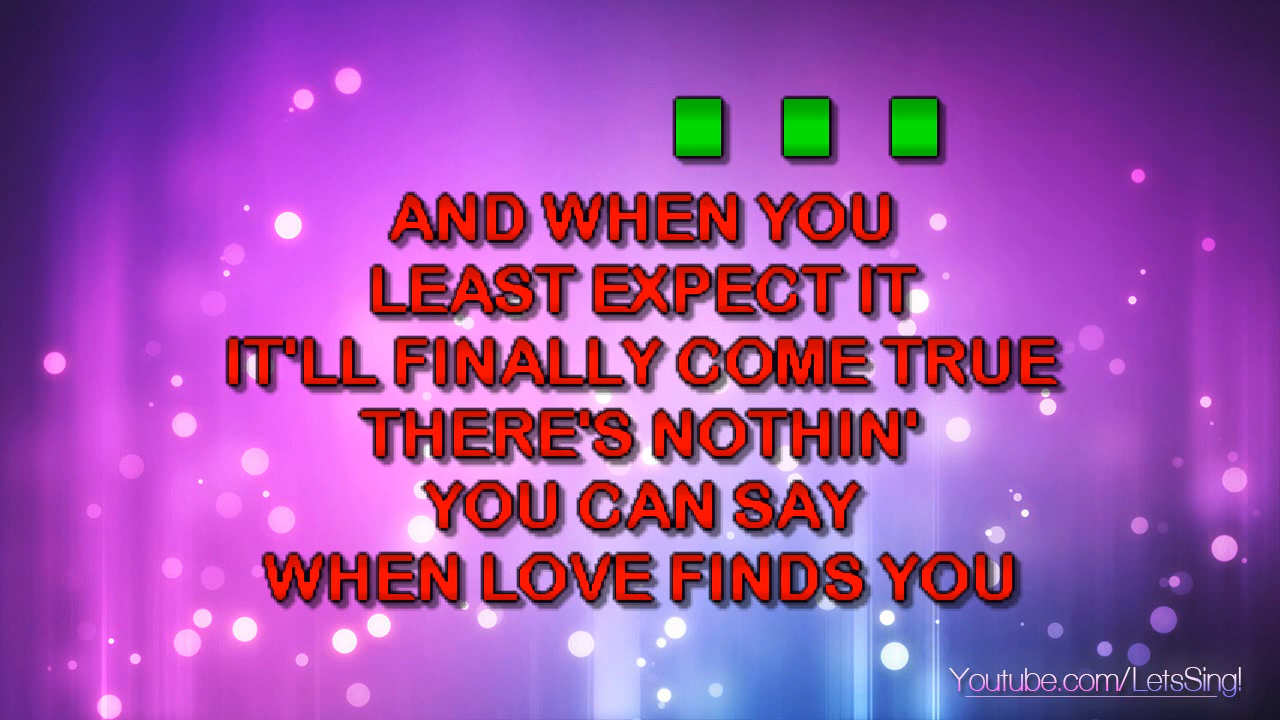 AND WHEN YOU
LEAST EXPECT IT
IT'LL FINALLY COME TRUE
THERE'S NOTHIN'
YOU CAN SAY
WHEN LOVE FINDS YOU
Youtube.com/LetsSing!